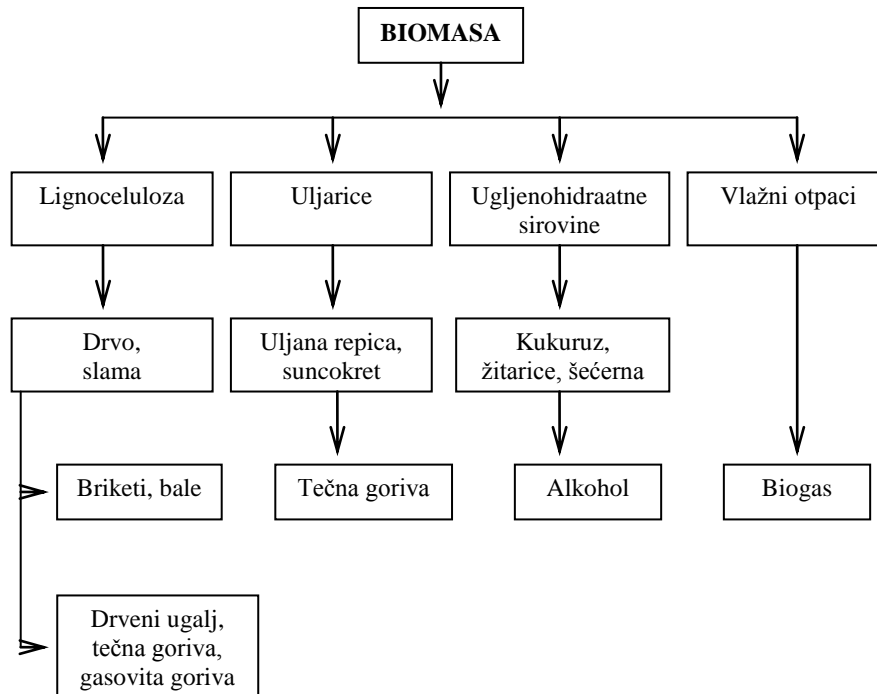 BIOMASA
Lignoceluloza
Uljarice
Ugljenohidraatne
sirovine
Vlažni otpaci
Drvo,
slama
Uljana repica,
suncokret
Kukuruz,
žitarice, šećerna
Briketi, bale
Tečna goriva
Alkohol
Biogas
Drveni ugalj,
tečna goriva,
gasovita goriva